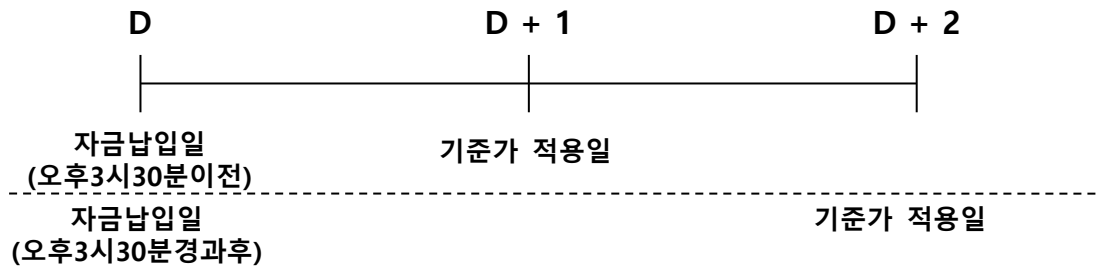 D D + 1 D + 2
자금납입일
(오후3시30분이전)
기준가 적용일
자금납입일
(오후3시30분경과후)
기준가 적용일